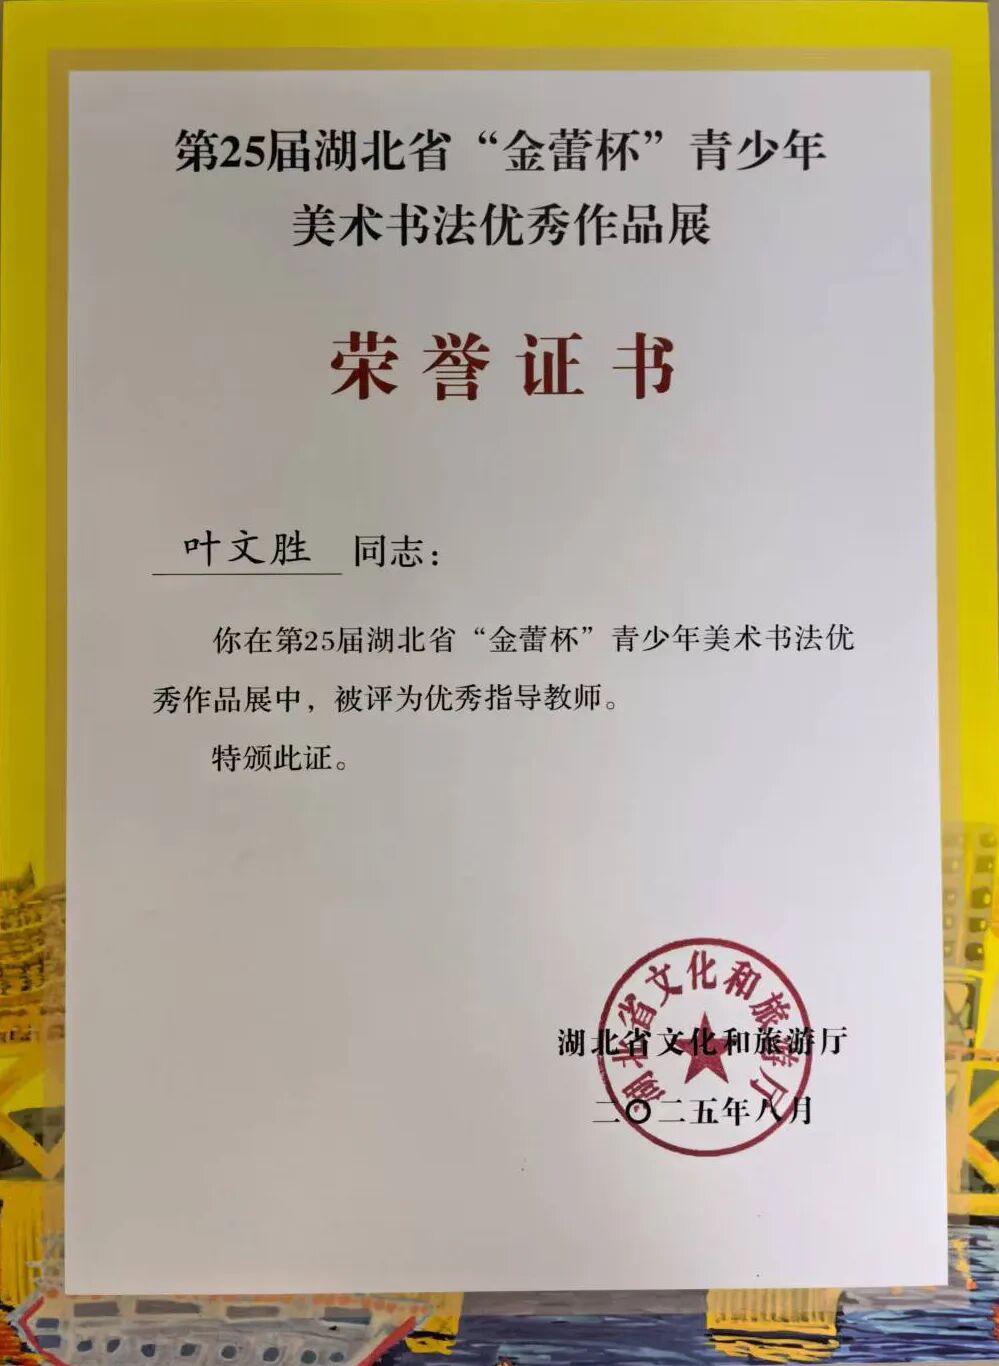 第25届湖北省“金蕾杯”青少年
美术书法优秀作品展
荣誉证书
叶文胜 同志：
你在第25届湖北省“金蕾杯”青少年美术书法优
秀作品展中，被评为优秀指导教师。
特颁此证。
湖北省文化和旅游厅
湖北省文化和旅游厅
二〇二五年八月